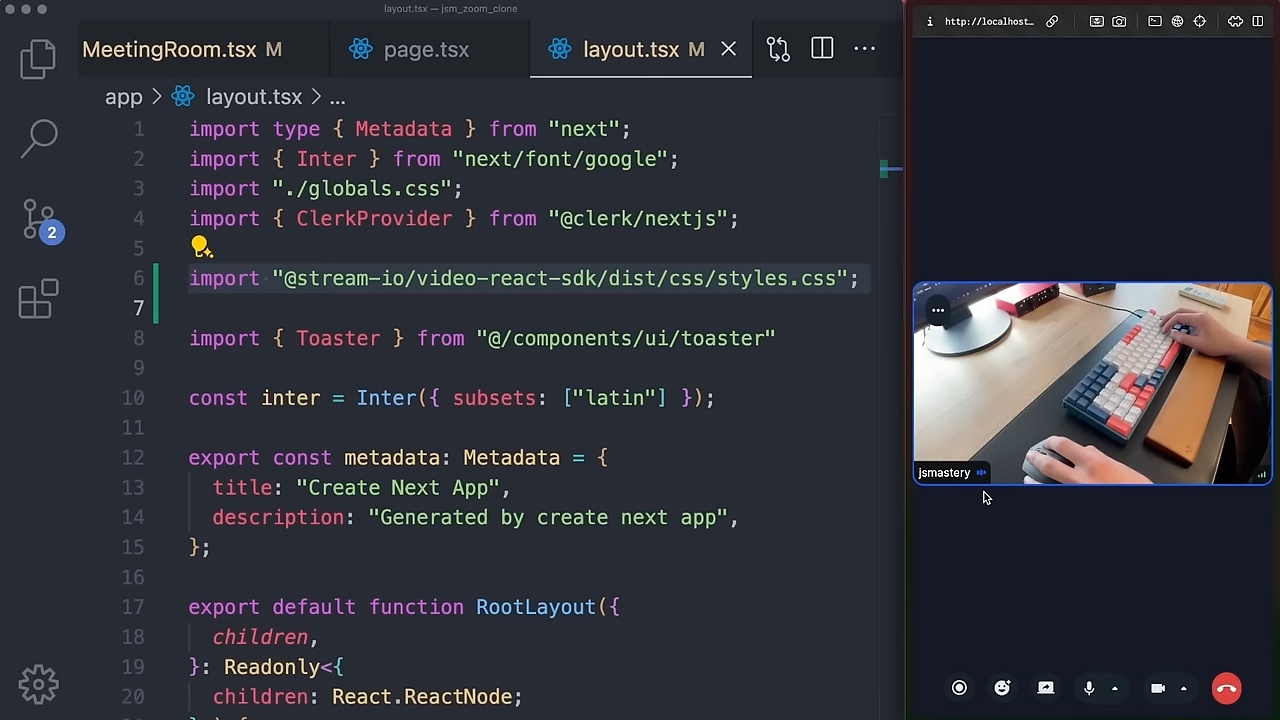 layout.tsx — jsm_zoom_clone
MeetingRoom.tsx M
page.tsx
layout.tsx M
app > layout.tsx > ...
1 import type { Metadata } from "next";
2 import { Inter } from "next/font/google";
3 import "./globals.css";
4 import { ClerkProvider } from "@clerk/nextjs";
5
6 import "@stream-io/video-react-sdk/dist/css/styles.css";
7
8 import { Toaster } from "@/components/ui/toaster"
9
10 const inter = Inter({ subsets: ["latin"] });
11
12 export const metadata: Metadata = {
13 title: "Create Next App",
14 description: "Generated by create next app",
15 };
16
17 export default function RootLayout({
18 children,
19 }: Readonly<{
20 children: React.ReactNode;
2
http://localhost…
jsmastery